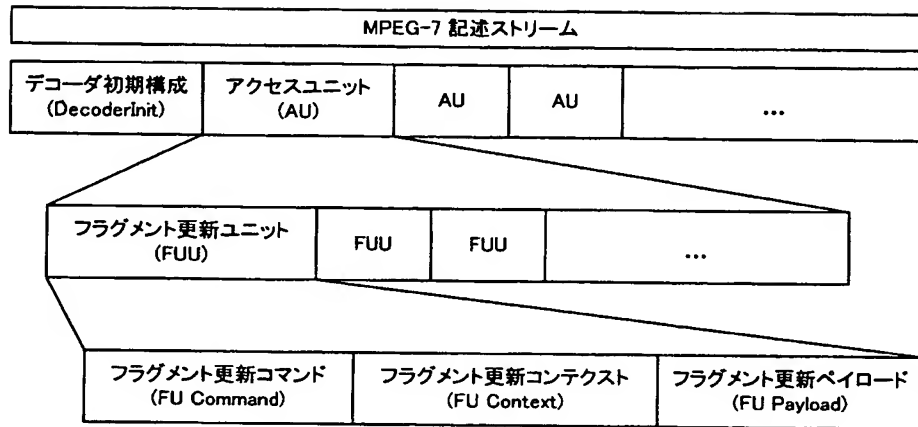 MPEG-7 記述ストリーム
デコーダ初期構成
(DecoderInit)
アクセスユニット
(AU)
AU
AU
...
フラグメント更新ユニット
(FUU)
FUU
FUU
...
フラグメント更新コマンド
(FU Command)
フラグメント更新コンテクスト
(FU Context)
フラグメント更新ペイロード
(FU Payload)